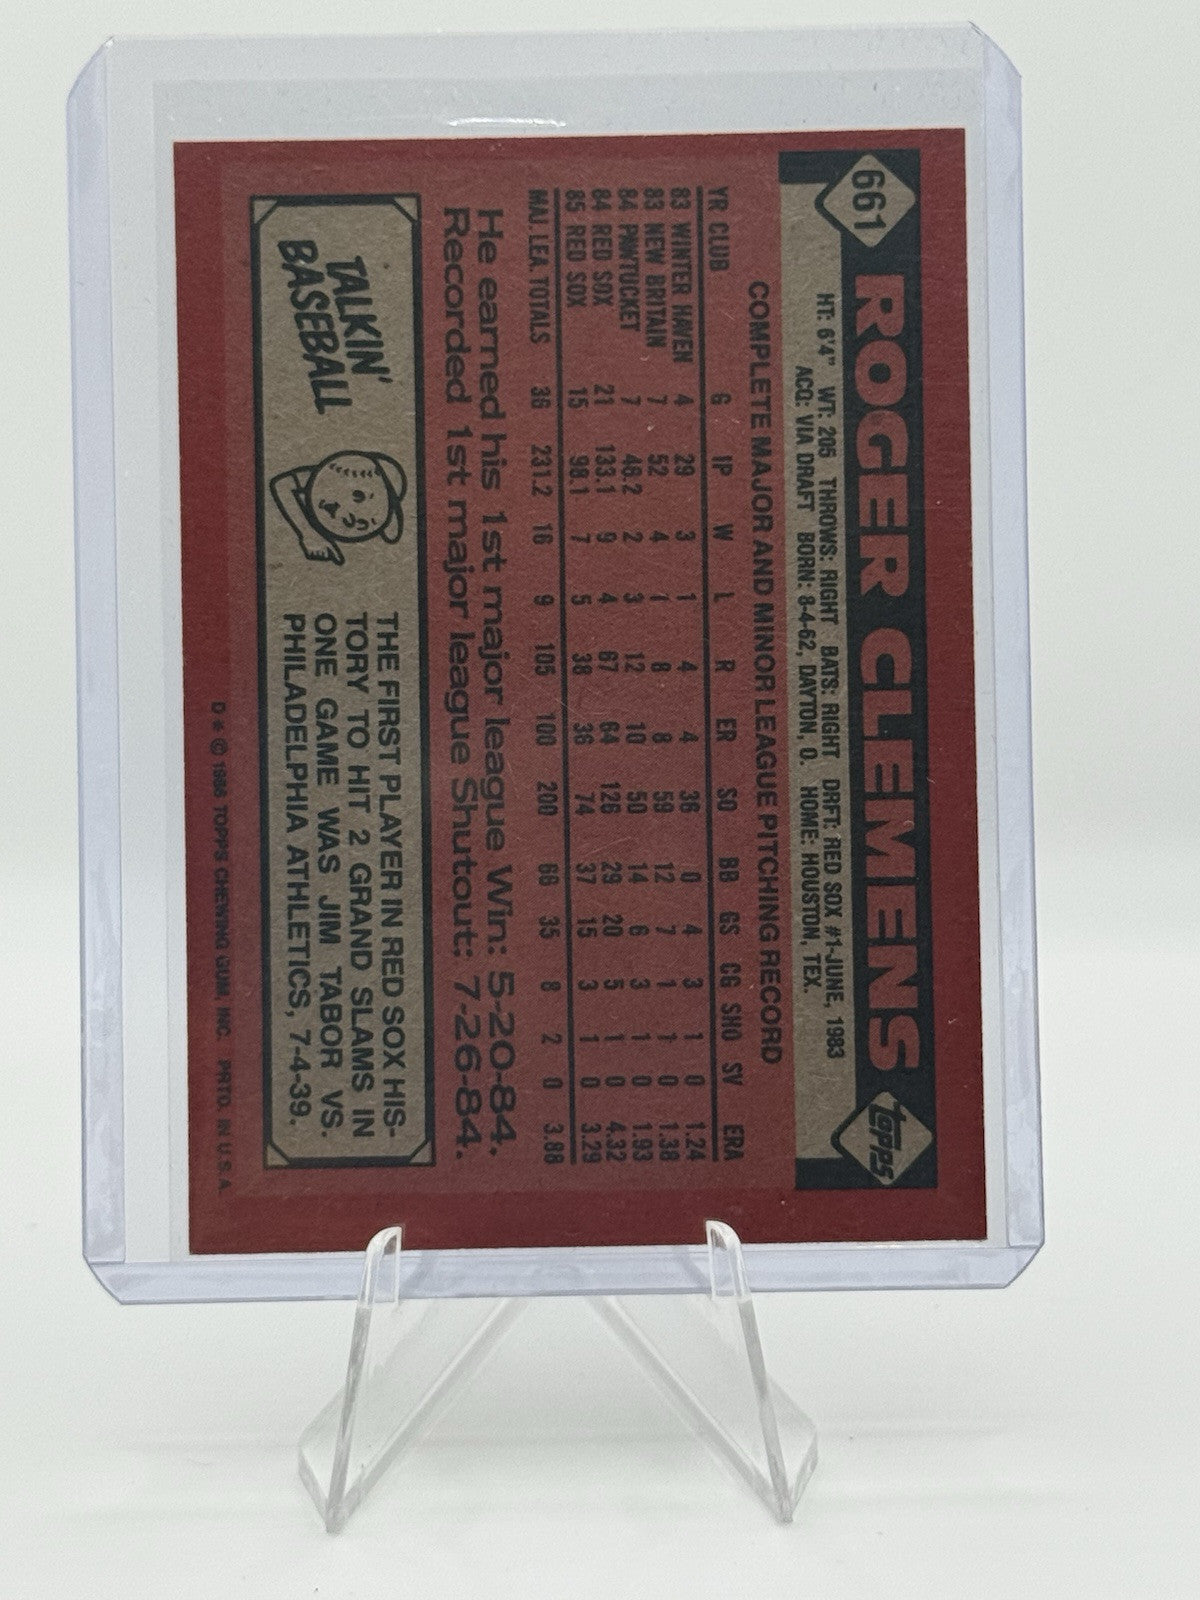 661 ROGER CLEMENS topps
HT: 6'4" WT: 205 THROWS: RIGHT BATS: RIGHT DRFT: RED SOX #1-JUNE, 1983
ACQ: VIA DRAFT BORN: 8-4-62, DAYTON, O. HOME: HOUSTON, TEX.
COMPLETE MAJOR AND MINOR LEAGUE PITCHING RECORD
YR CLUB G IP W L R ER SO BB GS CG SHO SV ERA
83 WINTER HAVEN 4 29 3 1 4 4 36 0 4 3 1 0 1.24
83 NEW BRITAIN 7 52 4 1 8 8 59 12 7 1 1 0 1.38
84 PAWTUCKET 7 46.2 2 3 12 10 50 14 6 3 1 0 1.93
84 RED SOX 21 133.1 9 4 67 64 126 29 20 5 1 0 4.32
85 RED SOX 15 98.1 7 5 38 36 74 37 15 3 1 0 3.29
MAJ. LEA. TOTALS 36 231.2 16 9 105 100 200 66 35 8 2 0 3.88
He earned his 1st major league Win: 5-20-84.
Recorded 1st major league Shutout: 7-26-84.
TALKIN'
BASEBALL
THE FIRST PLAYER IN RED SOX HIS-
TORY TO HIT 2 GRAND SLAMS IN
ONE GAME WAS JIM TABOR VS.
PHILADELPHIA ATHLETICS, 7-4-39.
D* © 1986 TOPPS CHEWING GUM, INC. PRTD. IN U.S.A.